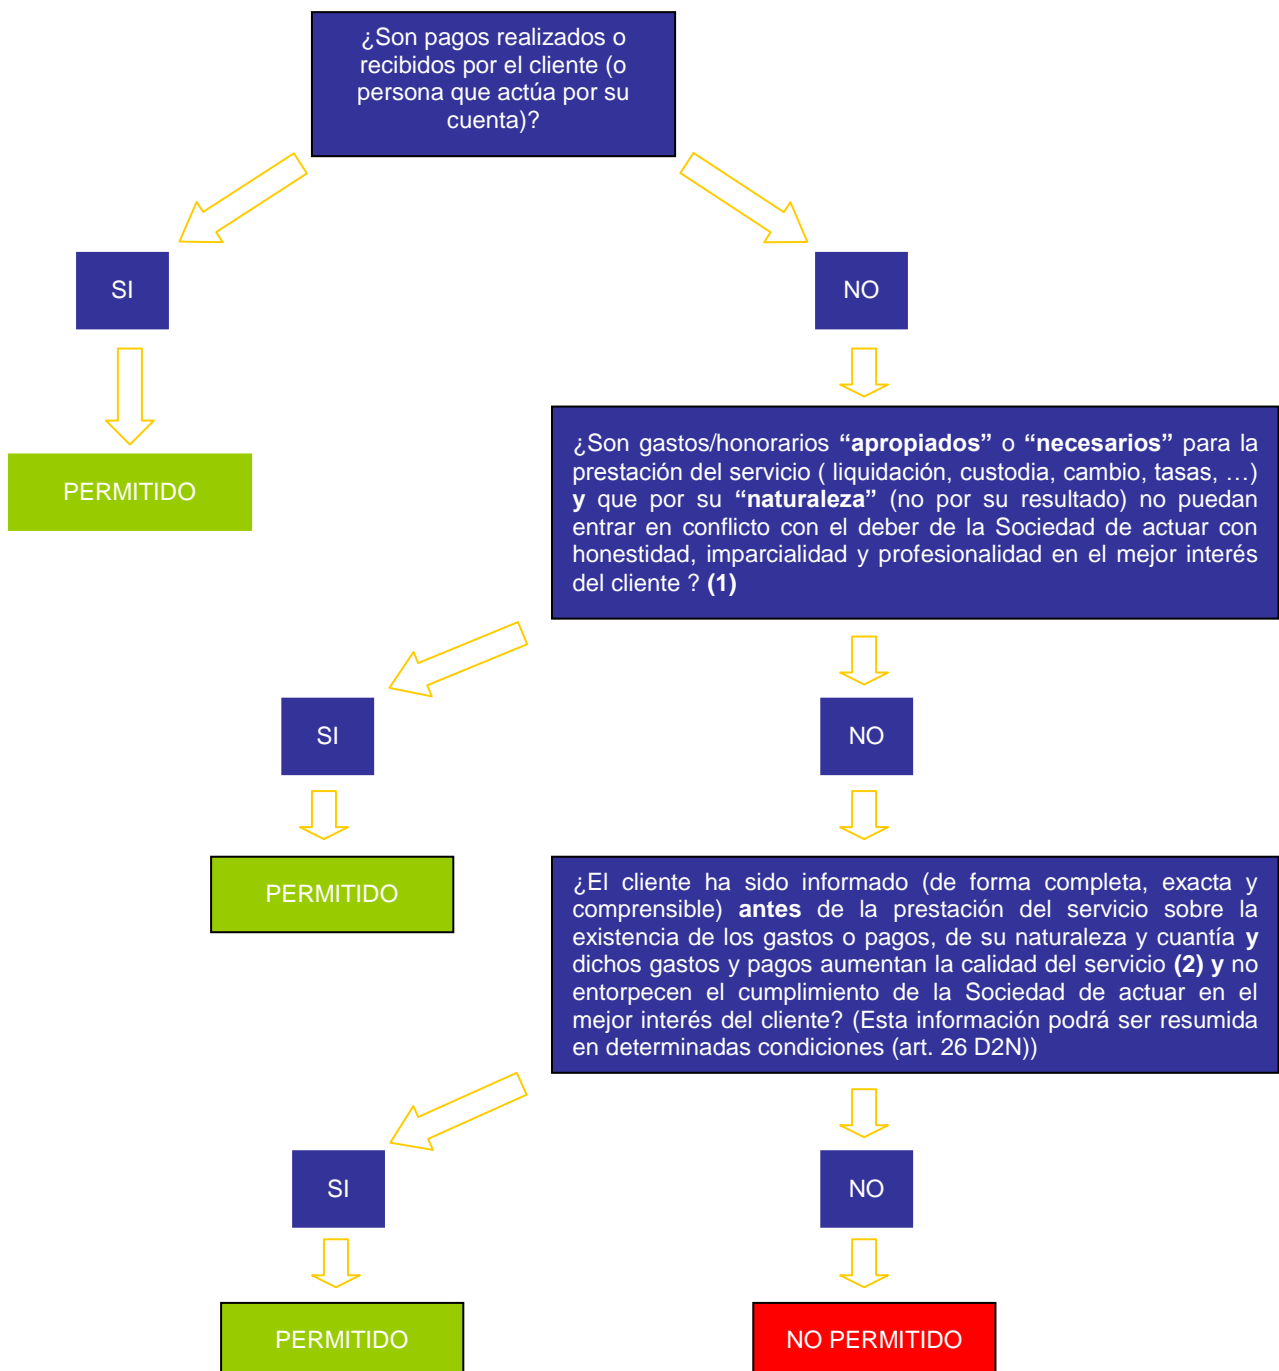 ¿Son pagos realizados o
recibidos por el cliente (o
persona que actúa por su
cuenta)?
SI
NO
PERMITIDO
¿Son gastos/honorarios “apropiados” o “necesarios” para la
prestación del servicio ( liquidación, custodia, cambio, tasas, …)
y que por su “naturaleza” (no por su resultado) no puedan
entrar en conflicto con el deber de la Sociedad de actuar con
honestidad, imparcialidad y profesionalidad en el mejor interés
del cliente ? (1)
SI
NO
PERMITIDO
¿El cliente ha sido informado (de forma completa, exacta y
comprensible) antes de la prestación del servicio sobre la
existencia de los gastos o pagos, de su naturaleza y cuantía y
dichos gastos y pagos aumentan la calidad del servicio (2) y no
entorpecen el cumplimiento de la Sociedad de actuar en el
mejor interés del cliente? (Esta información podrá ser resumida
en determinadas condiciones (art. 26 D2N))
SI
NO
PERMITIDO
NO PERMITIDO